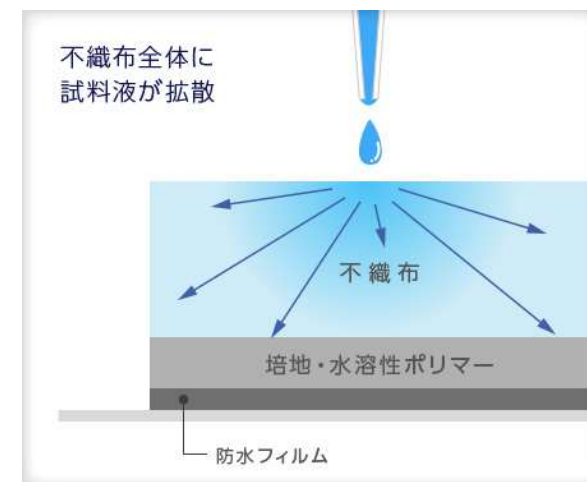 不織布全体に
試料液が拡散
不織布
培地・水溶性ポリマー
防水フィルム